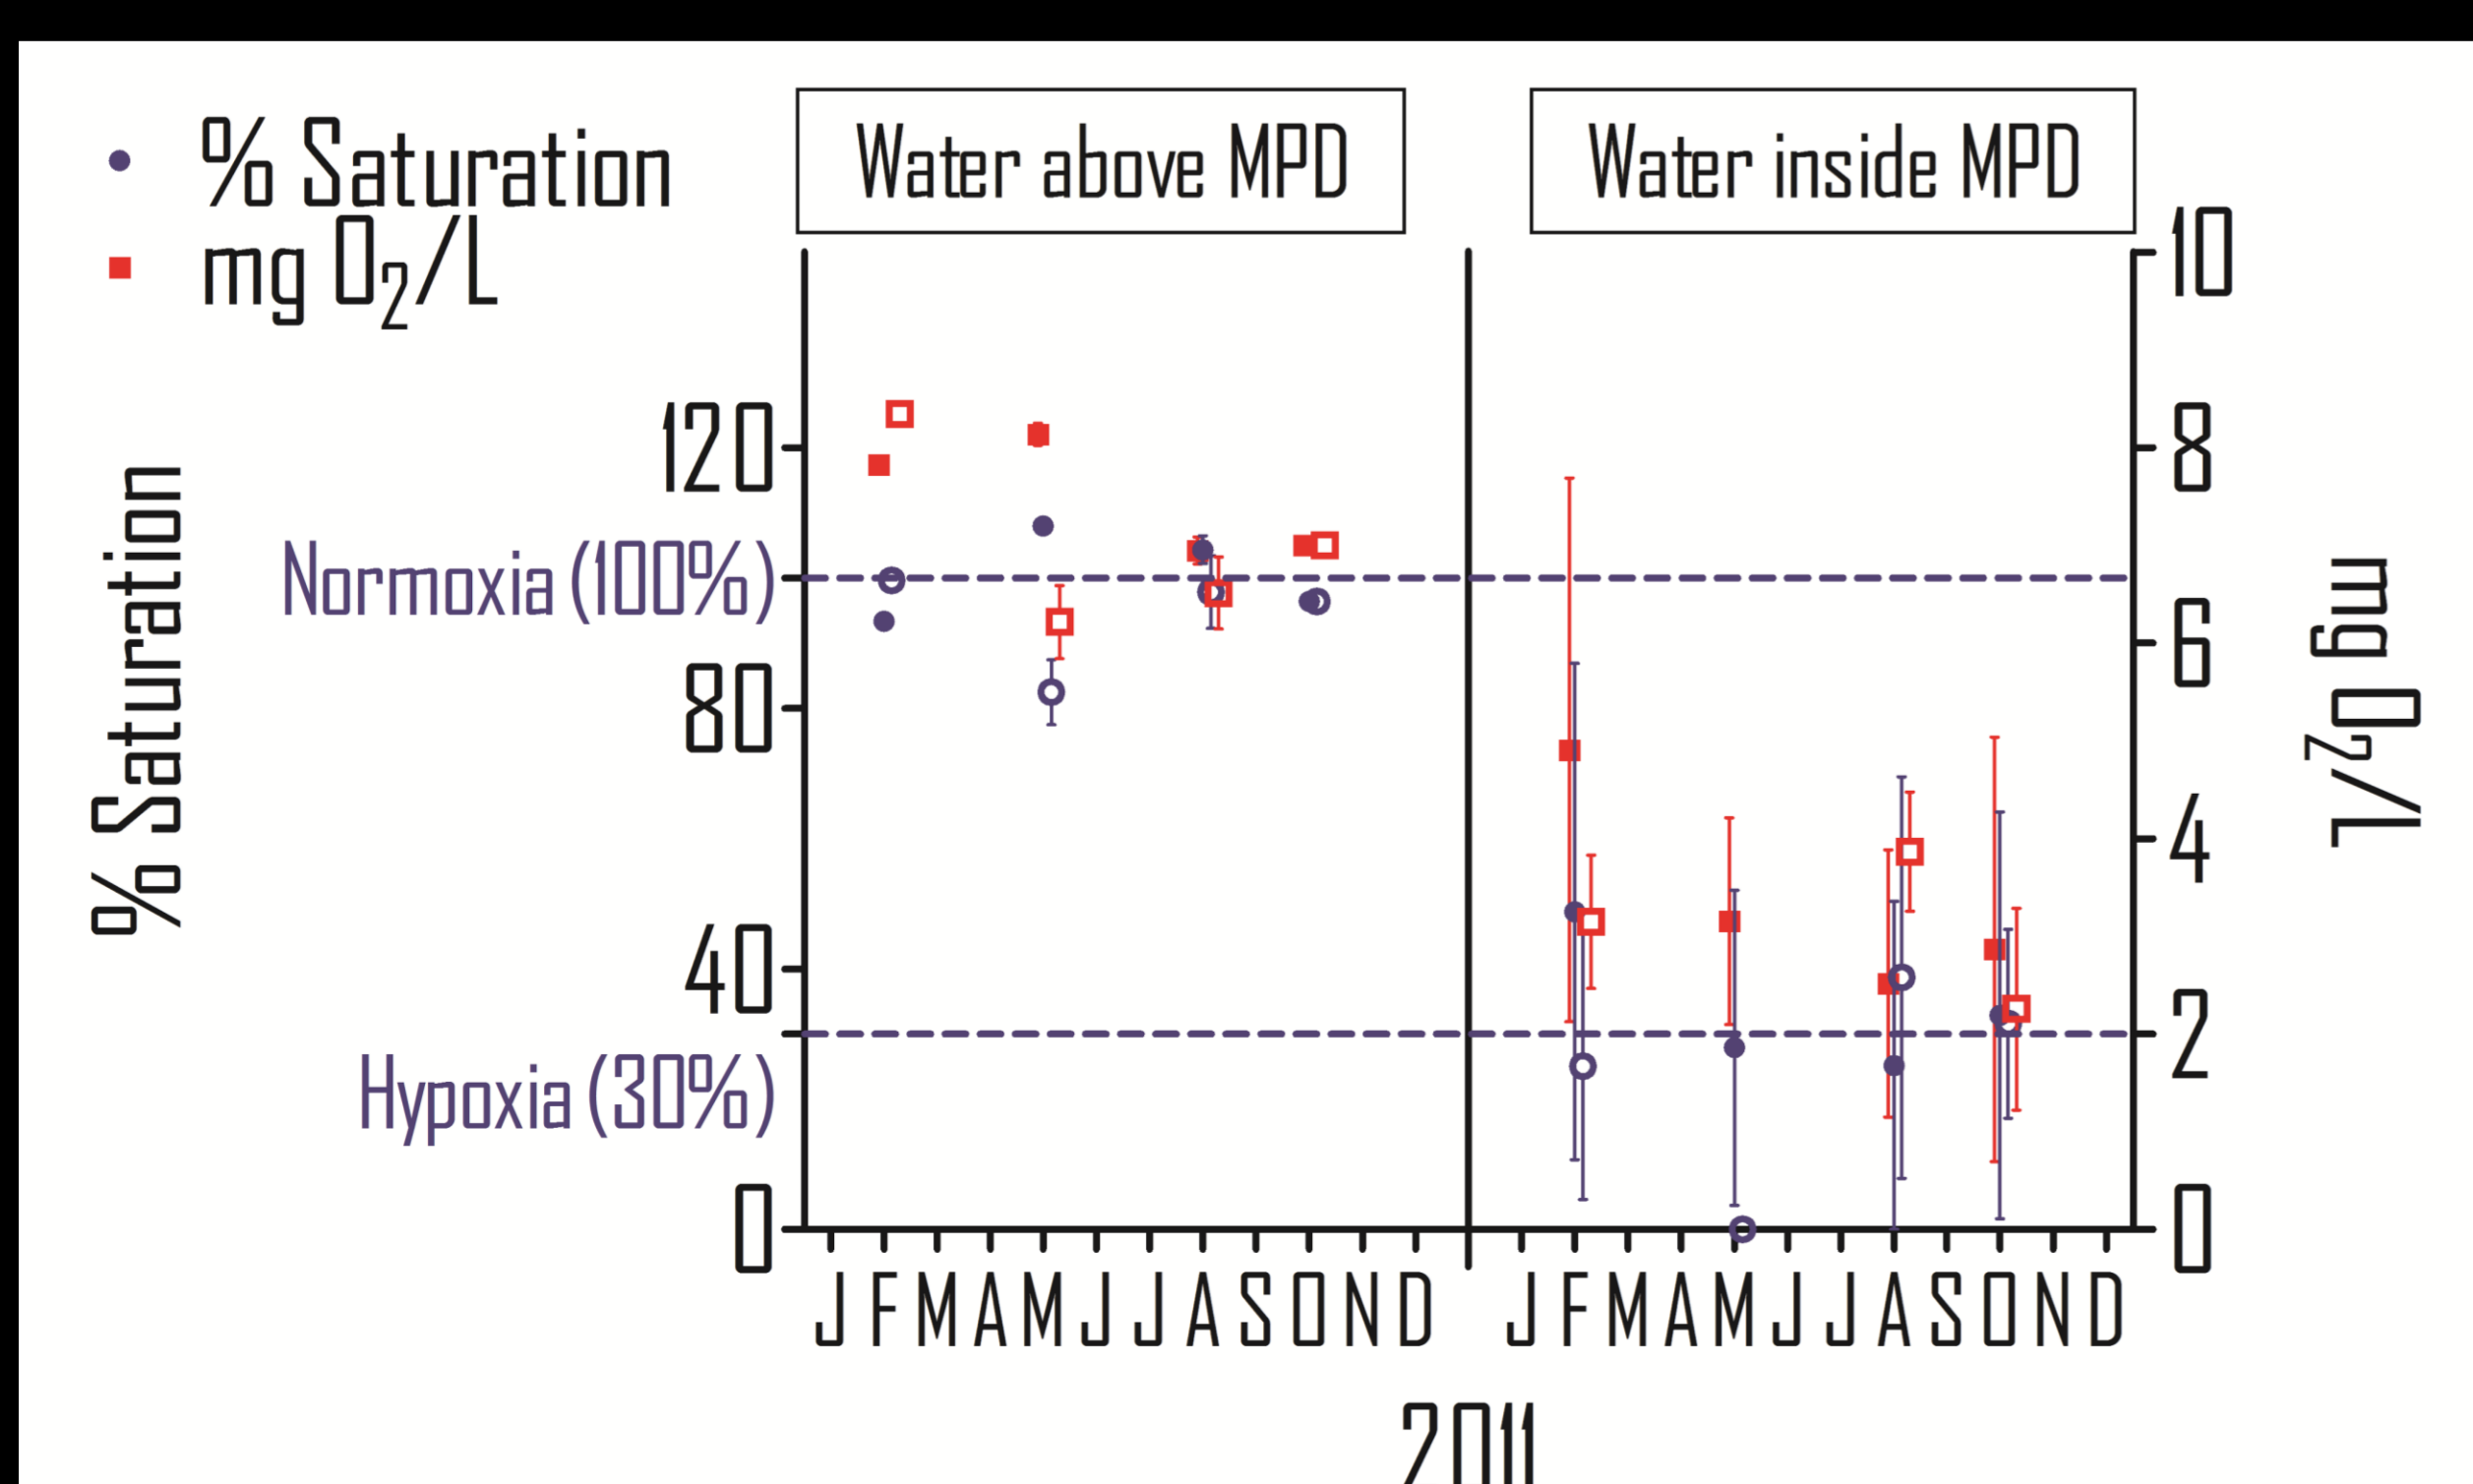 % Saturation
mg O₂/L
Water above MPD
Water inside MPD
% Saturation
120
Normoxia (100%)
80
40
Hypoxia (30%)
0
10
8
6
4
2
0
mg O₂/L
J F M A M J J A S O N D
J F M A M J J A S O N D
2011